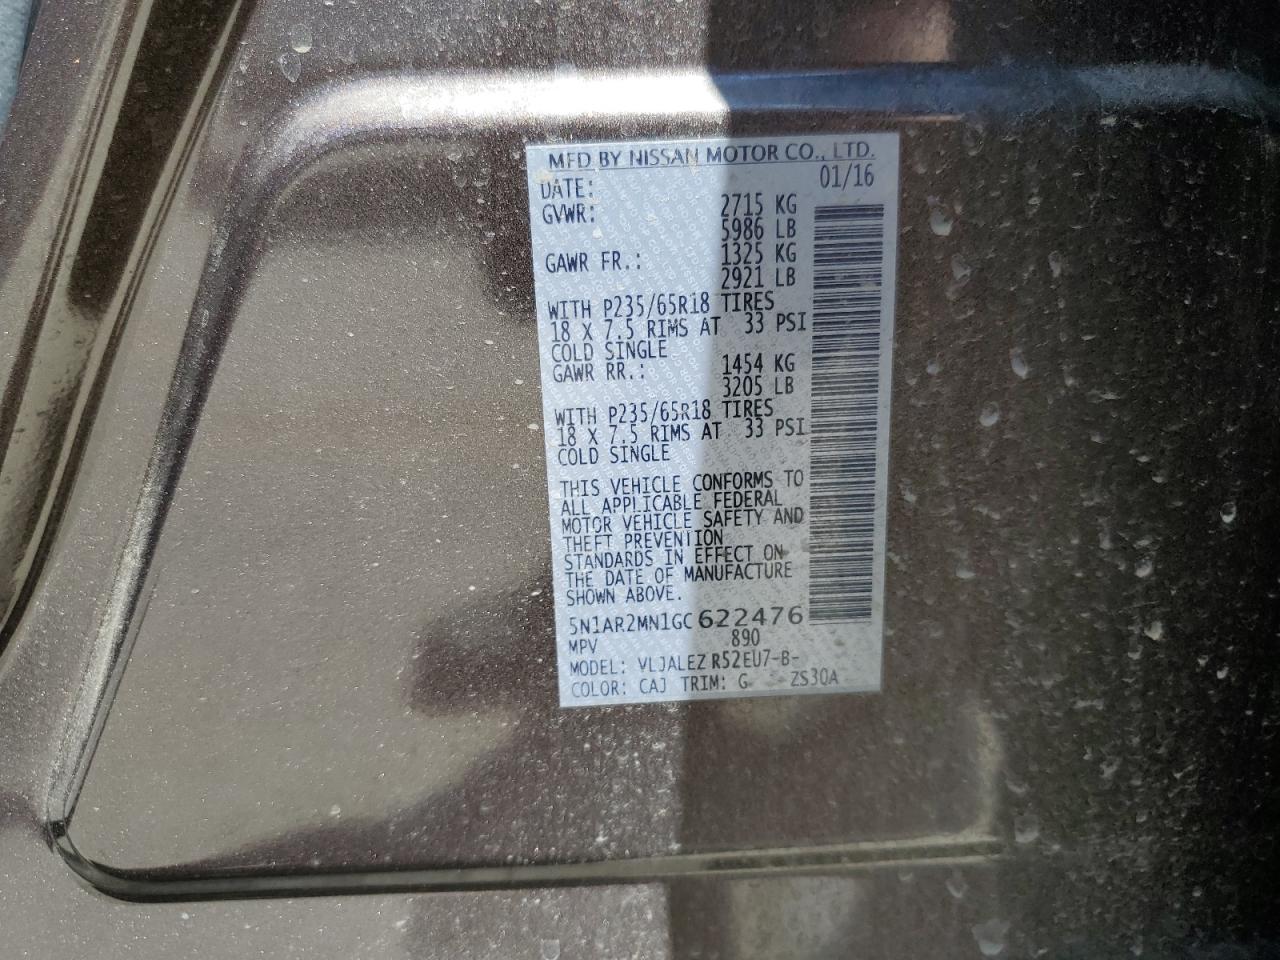 MFD BY NISSAN MOTOR CO., LTD.
DATE: 01/16
GVWR: 2715 KG
5986 LB
GAWR FR.: 1325 KG
2921 LB
WITH P235/65R18 TIRES
18 X 7.5 RIMS AT 33 PSI
COLD SINGLE
GAWR RR.: 1454 KG
3205 LB
WITH P235/65R18 TIRES
18 X 7.5 RIMS AT 33 PSI
COLD SINGLE
THIS VEHICLE CONFORMS TO
ALL APPLICABLE FEDERAL
MOTOR VEHICLE SAFETY AND
THEFT PREVENTION
STANDARDS IN EFFECT ON
THE DATE OF MANUFACTURE
SHOWN ABOVE.
5N1AR2MN1GC622476
MPV 890
MODEL: VLJALEZ R52EU7-B-
COLOR: CAJ TRIM: G ZS30A